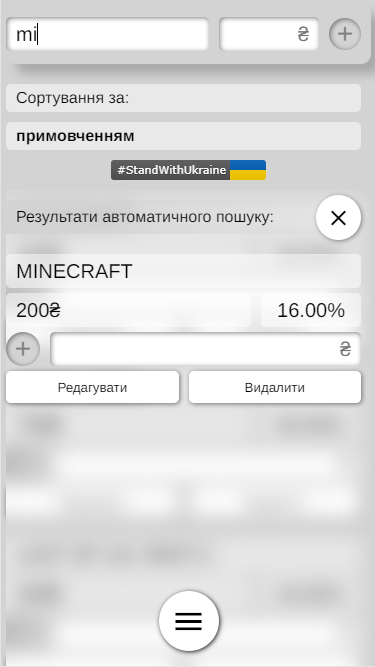 mi ₴
Сортування за:
примовченням
#StandWithUkraine
Результати автоматичного пошуку:
MINECRAFT
200₴ 16.00%
₴
Редагувати Видалити